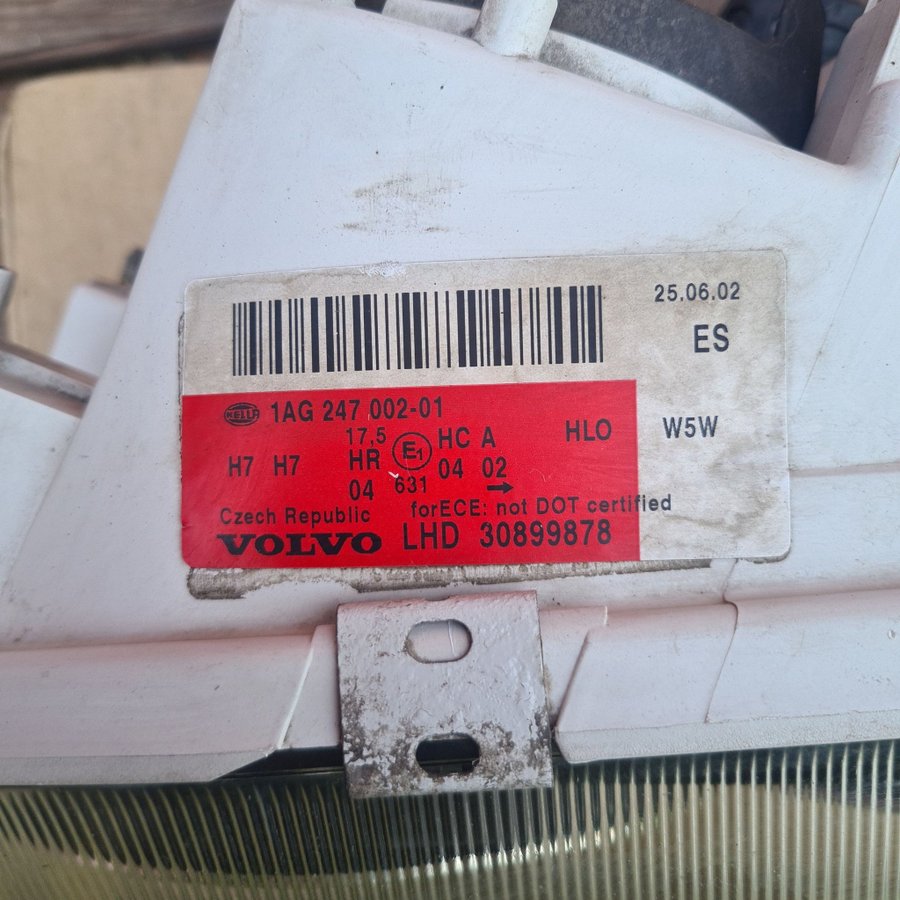 25.06.02
ES
HELLA 1AG 247 002-01
17,5 E1 HC A HLO W5W
H7 H7 HR 04 02
04 631 →
Czech Republic forECE: not DOT certified
VOLVO LHD 30899878